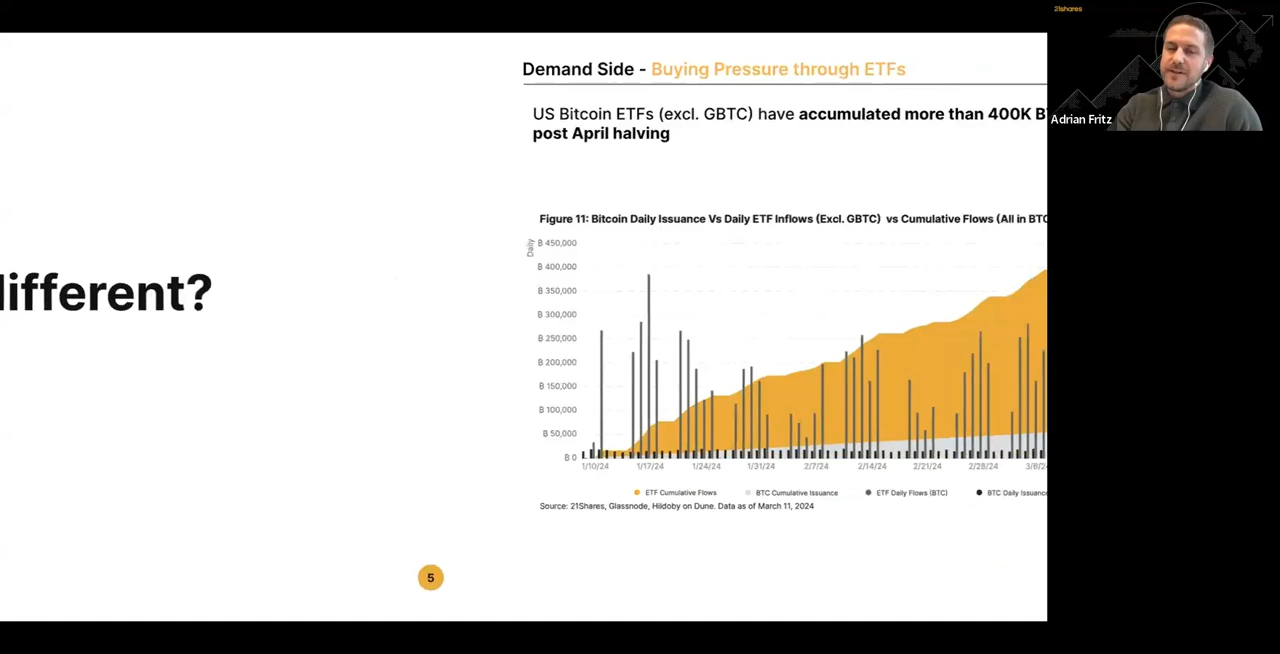 21shares
Adrian Fritz
different?
5
Demand Side - Buying Pressure through ETFs
US Bitcoin ETFs (excl. GBTC) have accumulated more than 400K B
post April halving
Figure 11: Bitcoin Daily Issuance Vs Daily ETF Inflows (Excl. GBTC) vs Cumulative Flows (All in BTC
Daily
₿ 450,000
₿ 400,000
₿ 350,000
₿ 300,000
₿ 250,000
₿ 200,000
₿ 150,000
₿ 100,000
₿ 50,000
₿ 0
1/10/24 1/17/24 1/24/24 1/31/24 2/7/24 2/14/24 2/21/24 2/28/24 3/8/24
ETF Cumulative Flows BTC Cumulative Issuance ETF Daily Flows (BTC) BTC Daily Issuance
Source: 21Shares, Glassnode, Hildoby on Dune. Data as of March 11, 2024